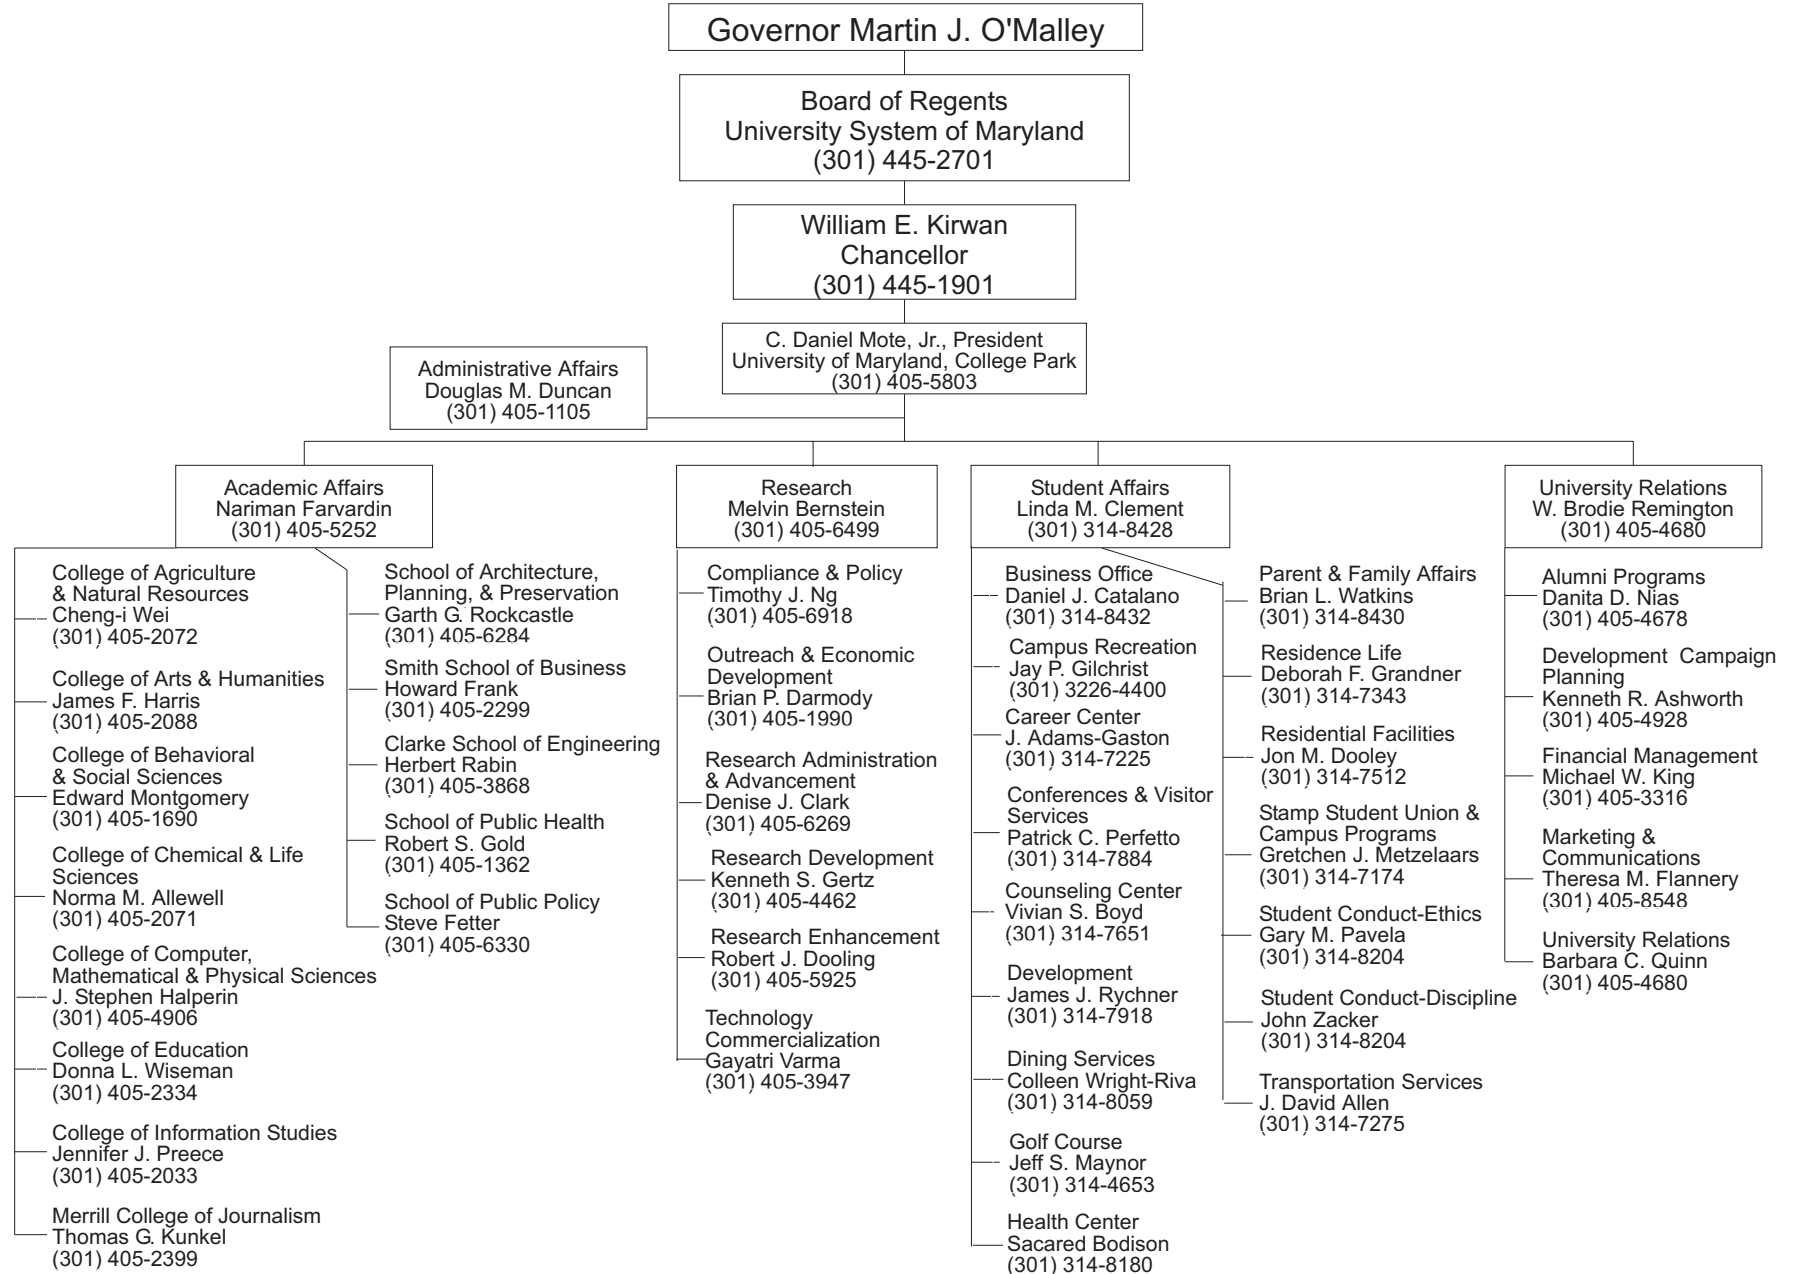 Governor Martin J. O'Malley
Board of Regents
University System of Maryland
(301) 445-2701
William E. Kirwan
Chancellor
(301) 445-1901
C. Daniel Mote, Jr., President
University of Maryland, College Park
(301) 405-5803
Administrative Affairs
Douglas M. Duncan
(301) 405-1105
Academic Affairs
Nariman Farvardin
(301) 405-5252
College of Agriculture
& Natural Resources
Cheng-i Wei
(301) 405-2072
College of Arts & Humanities
James F. Harris
(301) 405-2088
College of Behavioral
& Social Sciences
Edward Montgomery
(301) 405-1690
College of Chemical & Life
Sciences
Norma M. Allewell
(301) 405-2071
College of Computer,
Mathematical & Physical Sciences
J. Stephen Halperin
(301) 405-4906
College of Education
Donna L. Wiseman
(301) 405-2334
College of Information Studies
Jennifer J. Preece
(301) 405-2033
Merrill College of Journalism
Thomas G. Kunkel
(301) 405-2399
School of Architecture,
Planning, & Preservation
Garth G. Rockcastle
(301) 405-6284
Smith School of Business
Howard Frank
(301) 405-2299
Clarke School of Engineering
Herbert Rabin
(301) 405-3868
School of Public Health
Robert S. Gold
(301) 405-1362
School of Public Policy
Steve Fetter
(301) 405-6330
Research
Melvin Bernstein
(301) 405-6499
Compliance & Policy
Timothy J. Ng
(301) 405-6918
Outreach & Economic
Development
Brian P. Darmody
(301) 405-1990
Research Administration
& Advancement
Denise J. Clark
(301) 405-6269
Research Development
Kenneth S. Gertz
(301) 405-4462
Research Enhancement
Robert J. Dooling
(301) 405-5925
Technology
Commercialization
Gayatri Varma
(301) 405-3947
Student Affairs
Linda M. Clement
(301) 314-8428
Business Office
Daniel J. Catalano
(301) 314-8432
Campus Recreation
Jay P. Gilchrist
(301) 3226-4400
Career Center
J. Adams-Gaston
(301) 314-7225
Conferences & Visitor
Services
Patrick C. Perfetto
(301) 314-7884
Counseling Center
Vivian S. Boyd
(301) 314-7651
Development
James J. Rychner
(301) 314-7918
Dining Services
Colleen Wright-Riva
(301) 314-8059
Golf Course
Jeff S. Maynor
(301) 314-4653
Health Center
Sacared Bodison
(301) 314-8180
Parent & Family Affairs
Brian L. Watkins
(301) 314-8430
Residence Life
Deborah F. Grandner
(301) 314-7343
Residential Facilities
Jon M. Dooley
(301) 314-7512
Stamp Student Union &
Campus Programs
Gretchen J. Metzelaars
(301) 314-7174
Student Conduct-Ethics
Gary M. Pavela
(301) 314-8204
Student Conduct-Discipline
John Zacker
(301) 314-8204
Transportation Services
J. David Allen
(301) 314-7275
University Relations
W. Brodie Remington
(301) 405-4680
Alumni Programs
Danita D. Nias
(301) 405-4678
Development Campaign
Planning
Kenneth R. Ashworth
(301) 405-4928
Financial Management
Michael W. King
(301) 405-3316
Marketing &
Communications
Theresa M. Flannery
(301) 405-8548
University Relations
Barbara C. Quinn
(301) 405-4680